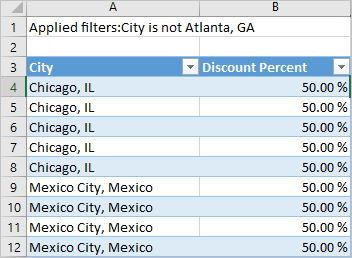 A B
1 Applied filters:City is not Atlanta, GA
2
3 City Discount Percent
4 Chicago, IL 50.00 %
5 Chicago, IL 50.00 %
6 Chicago, IL 50.00 %
7 Chicago, IL 50.00 %
8 Chicago, IL 50.00 %
9 Mexico City, Mexico 50.00 %
10 Mexico City, Mexico 50.00 %
11 Mexico City, Mexico 50.00 %
12 Mexico City, Mexico 50.00 %